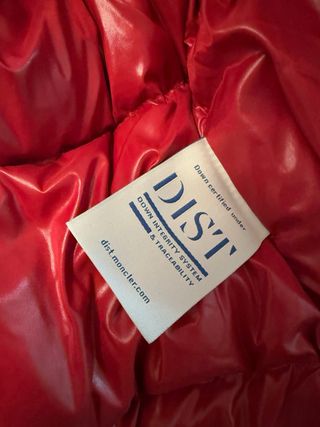 Down certified under
DIST
DOWN INTEGRITY SYSTEM
& TRACEABILITY
dist.moncler.com